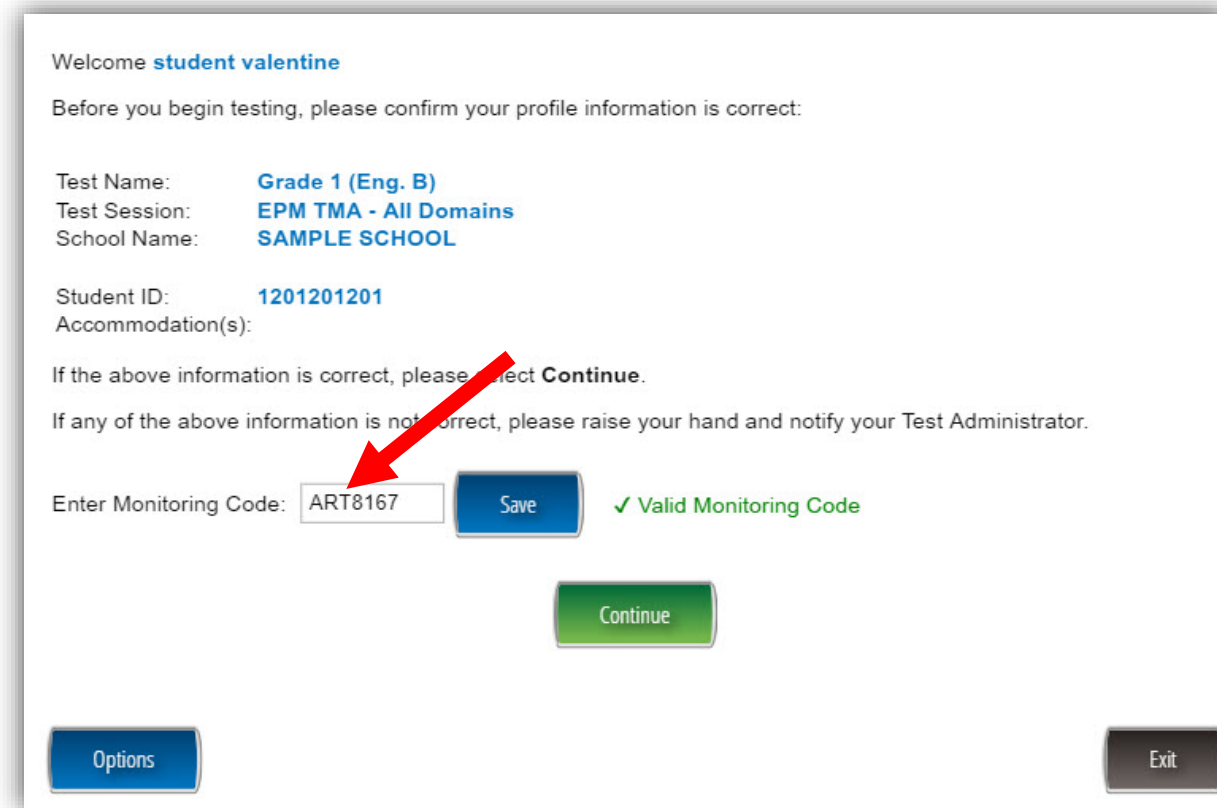 Welcome student valentine
Before you begin testing, please confirm your profile information is correct:
Test Name: Grade 1 (Eng. B)
Test Session: EPM TMA - All Domains
School Name: SAMPLE SCHOOL
Student ID: 1201201201
Accommodation(s):
If the above information is correct, please select Continue.
If any of the above information is not correct, please raise your hand and notify your Test Administrator.
Enter Monitoring Code: ART8167 Save ✓ Valid Monitoring Code
Continue
Options Exit